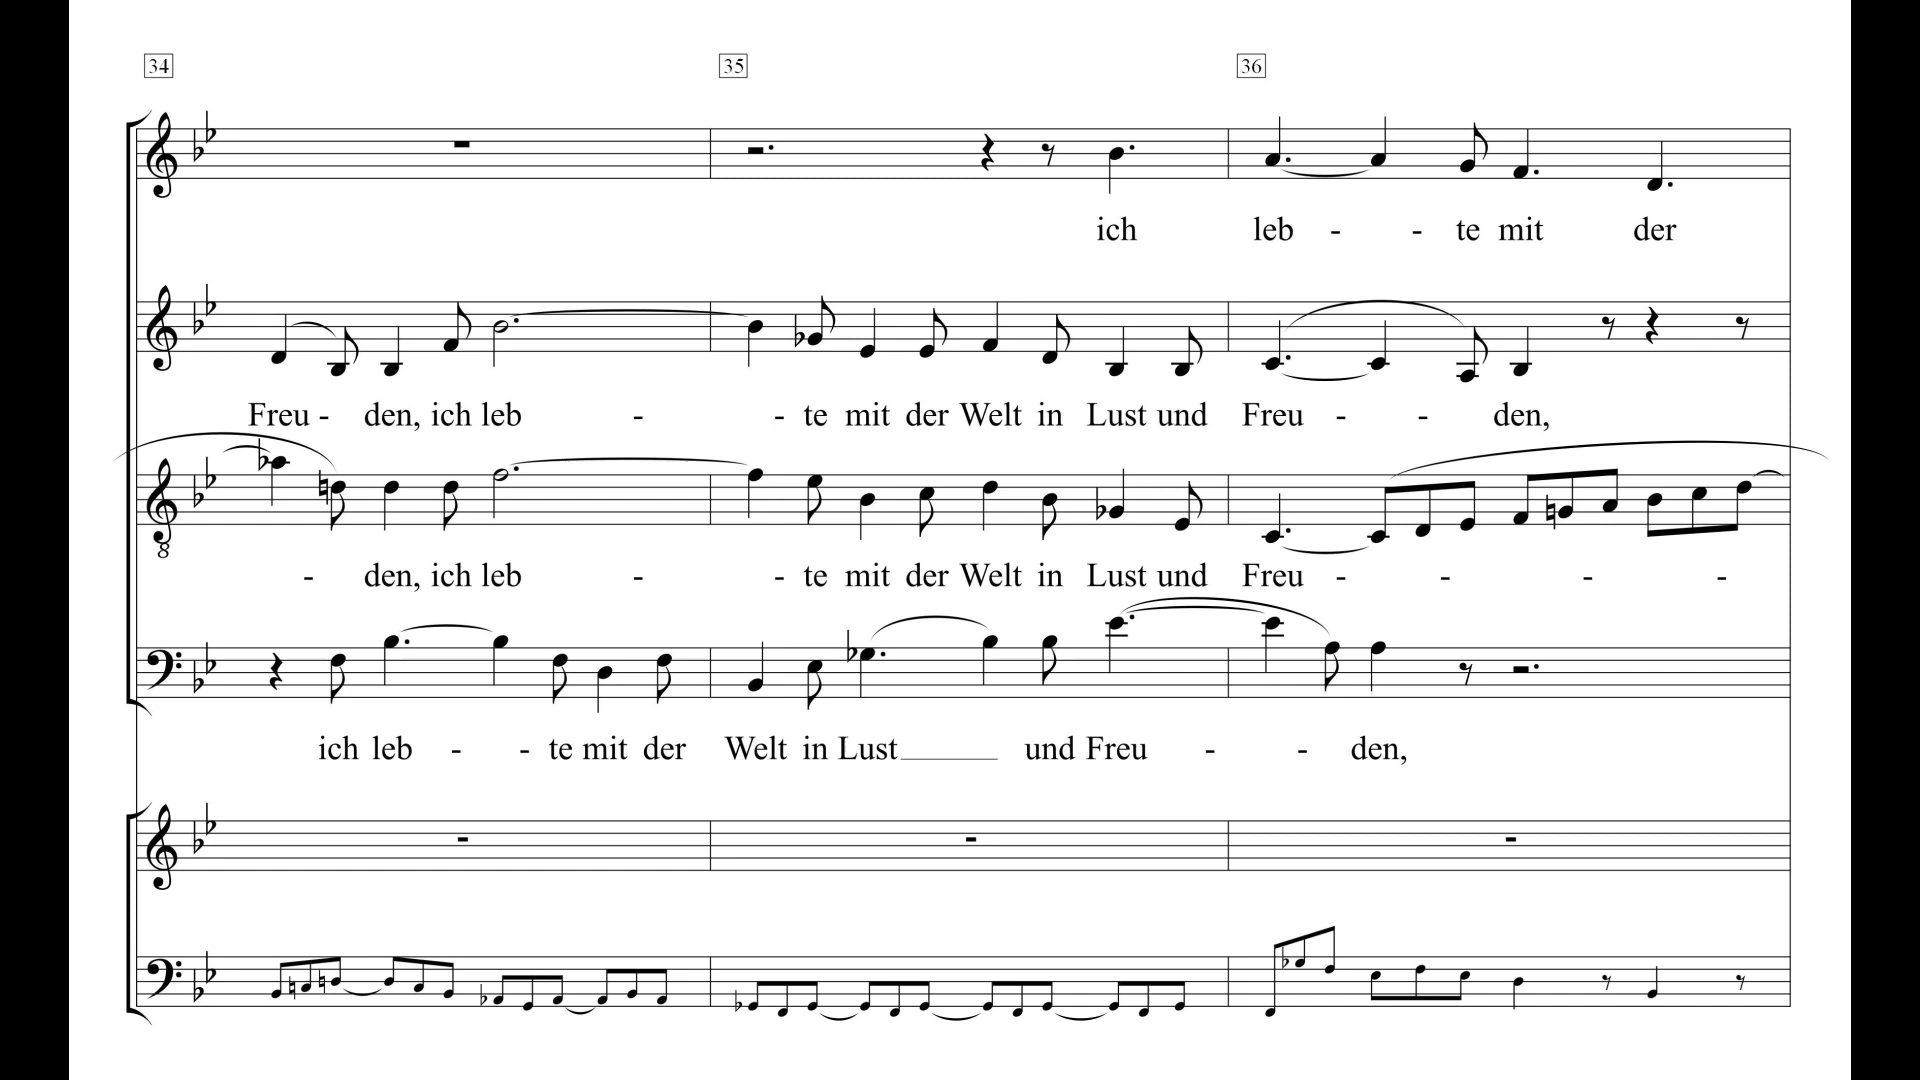 34 35 36
ich leb - - te mit der
Freu - den, ich leb - - te mit der Welt in Lust und Freu - - den,
8
- den, ich leb - - te mit der Welt in Lust und Freu - - - -
ich leb - - te mit der Welt in Lust____ und Freu - - den,